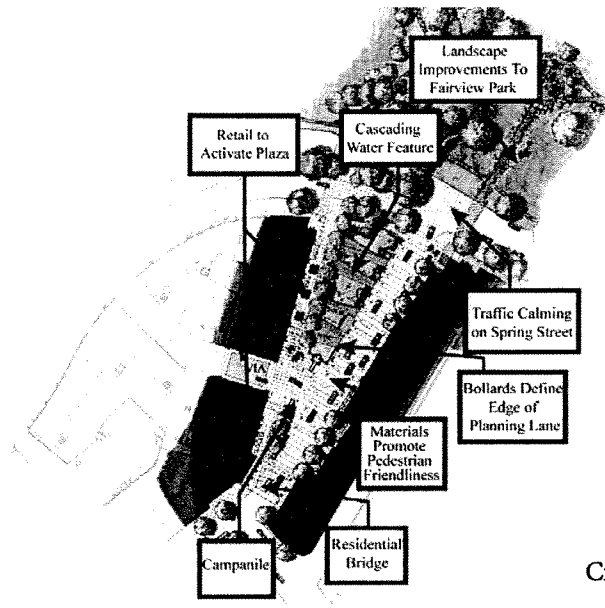 Landscape
Improvements To
Fairview Park
Retail to
Activate Plaza
Cascading
Water Feature
Traffic Calming
on Spring Street
Bollards Define
Edge of
Planning Lane
Materials
Promote
Pedestrian
Friendliness
Campanile
Residential
Bridge